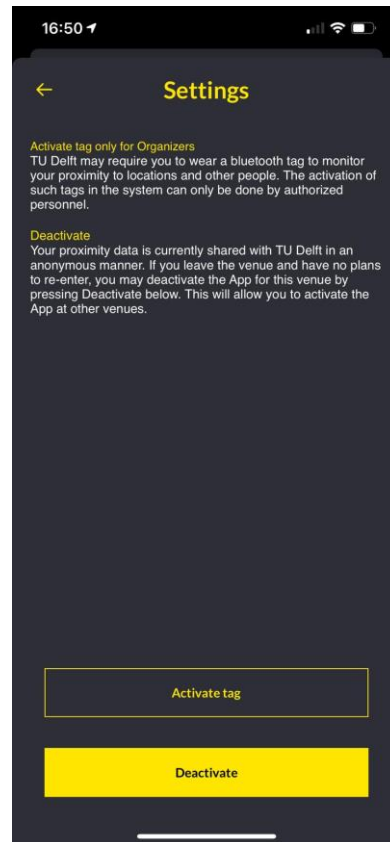 16:50
Settings
Activate tag only for Organizers
TU Delft may require you to wear a bluetooth tag to monitor
your proximity to locations and other people. The activation of
such tags in the system can only be done by authorized
personnel.
Deactivate
Your proximity data is currently shared with TU Delft in an
anonymous manner. If you leave the venue and have no plans
to re-enter, you may deactivate the App for this venue by
pressing Deactivate below. This will allow you to activate the
App at other venues.
Activate tag
Deactivate